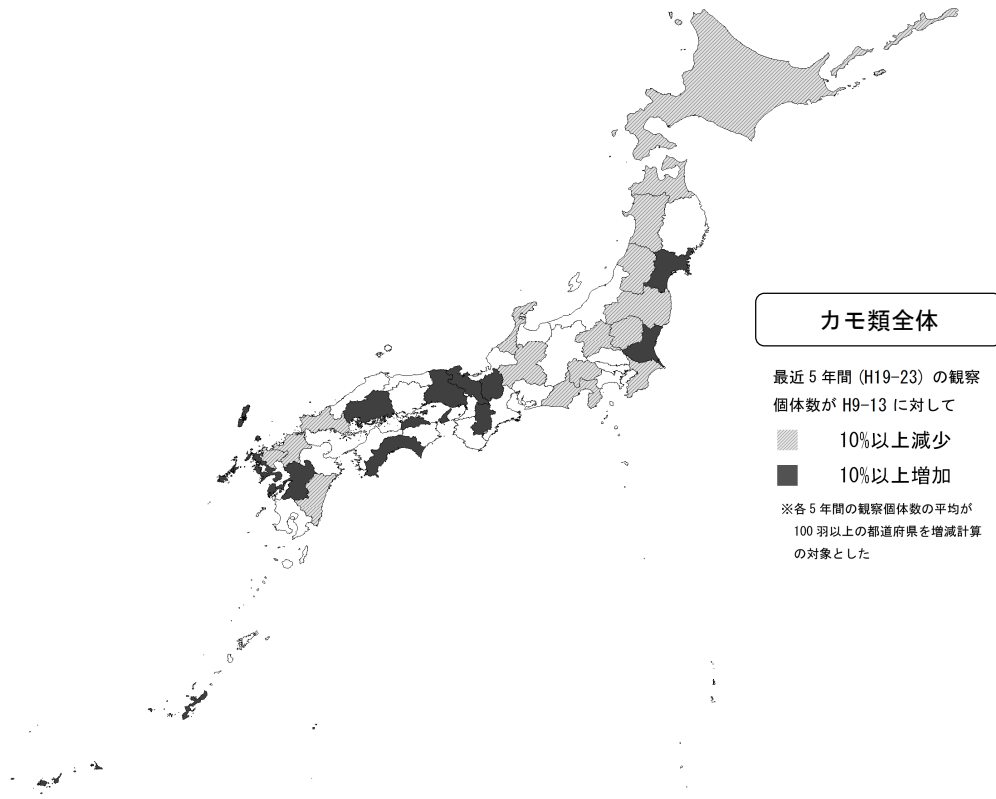 カモ類全体
最近5年間(H19-23)の観察
個体数がH9-13に対して
10%以上減少
10%以上増加
※各5年間の観察個体数の平均が
100羽以上の都道府県を増減計算
の対象とした